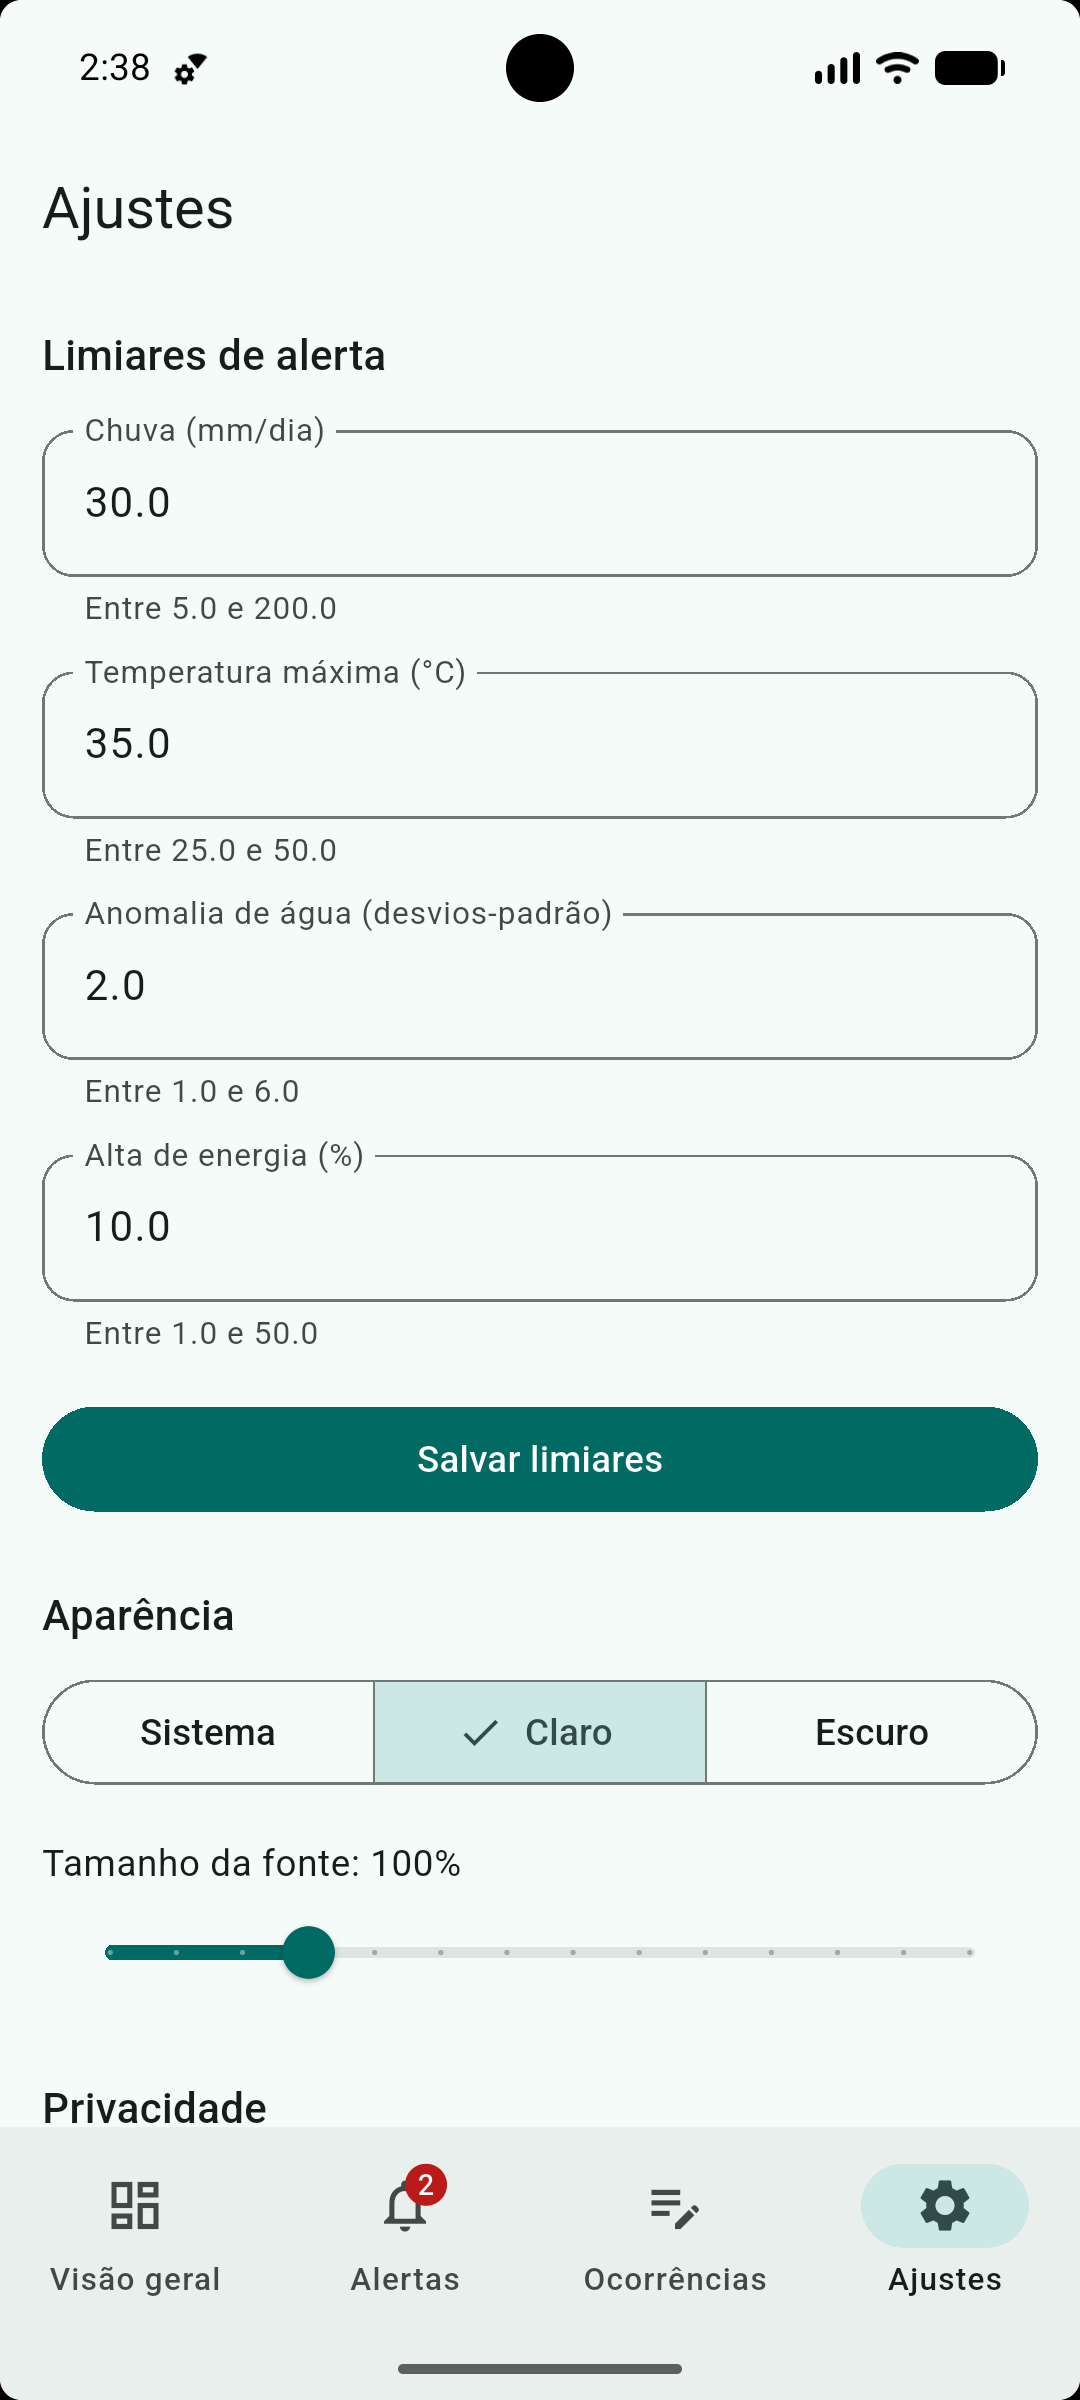 2:38
Ajustes
Limiares de alerta
Chuva (mm/dia)
30.0
Entre 5.0 e 200.0
Temperatura máxima (°C)
35.0
Entre 25.0 e 50.0
Anomalia de água (desvios-padrão)
2.0
Entre 1.0 e 6.0
Alta de energia (%)
10.0
Entre 1.0 e 50.0
Salvar limiares
Aparência
Sistema Claro Escuro
Tamanho da fonte: 100%
Privacidade
2
Visão geral Alertas Ocorrências Ajustes